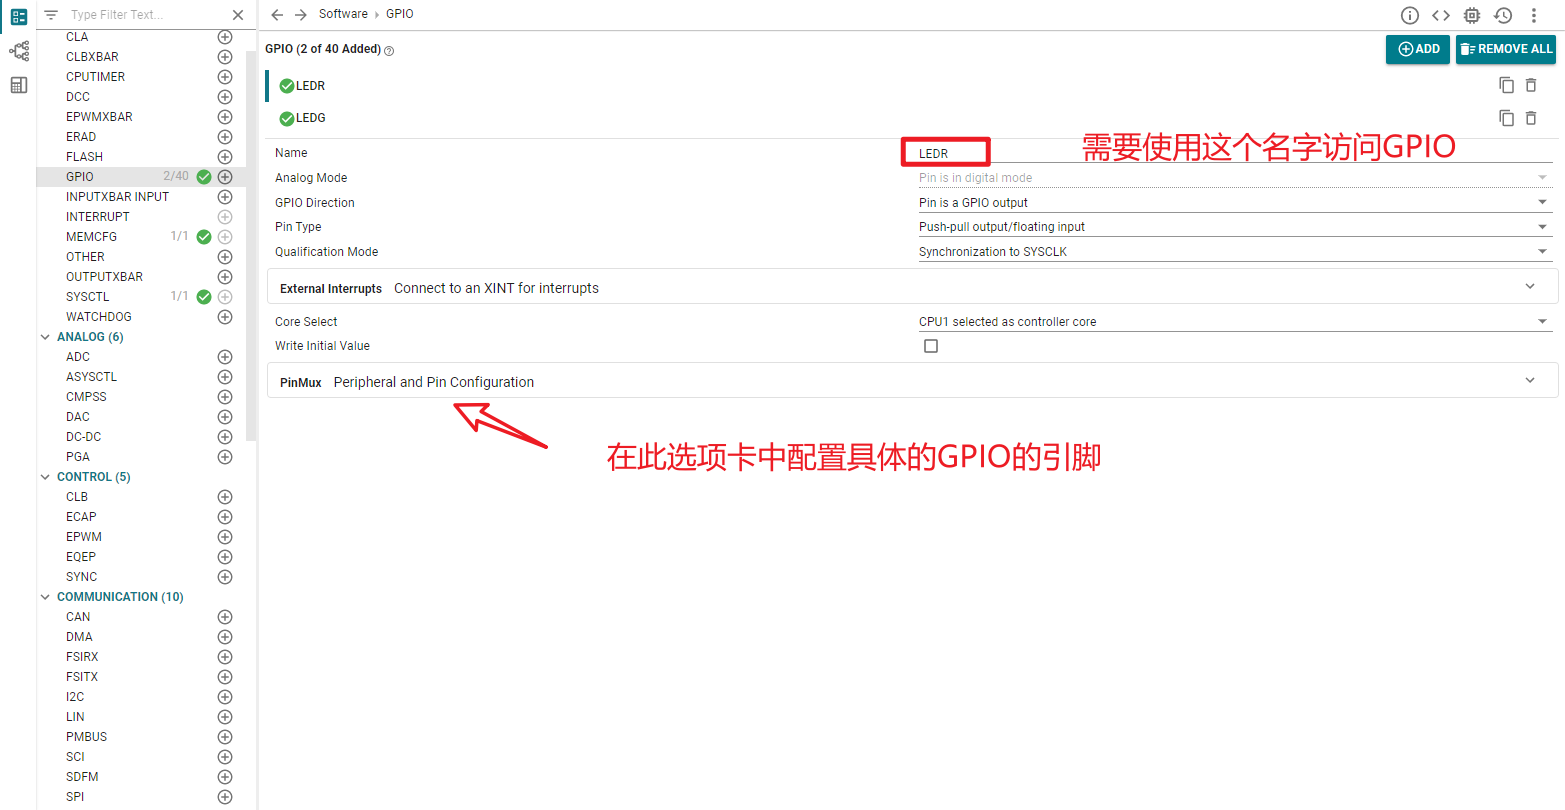 Type Filter Text...
CLA
CLBXBAR
CPUTIMER
DCC
EPWMXBAR
ERAD
FLASH
GPIO 2/40
INPUTXBAR INPUT
INTERRUPT
MEMCFG 1/1
OTHER
OUTPUTXBAR
SYSCTL 1/1
WATCHDOG
ANALOG (6)
ADC
ASYSCTL
CMPSS
DAC
DC-DC
PGA
CONTROL (5)
CLB
ECAP
EPWM
EQEP
SYNC
COMMUNICATION (10)
CAN
DMA
FSIRX
FSITX
I2C
LIN
PMBUS
SCI
SDFM
SPI
Software › GPIO
GPIO (2 of 40 Added)
ADD REMOVE ALL
LEDR
LEDG
Name LEDR
需要使用这个名字访问GPIO
Analog Mode Pin is in digital mode
GPIO Direction Pin is a GPIO output
Pin Type Push-pull output/floating input
Qualification Mode Synchronization to SYSCLK
External Interrupts Connect to an XINT for interrupts
Core Select CPU1 selected as controller core
Write Initial Value
PinMux Peripheral and Pin Configuration
在此选项卡中配置具体的GPIO的引脚